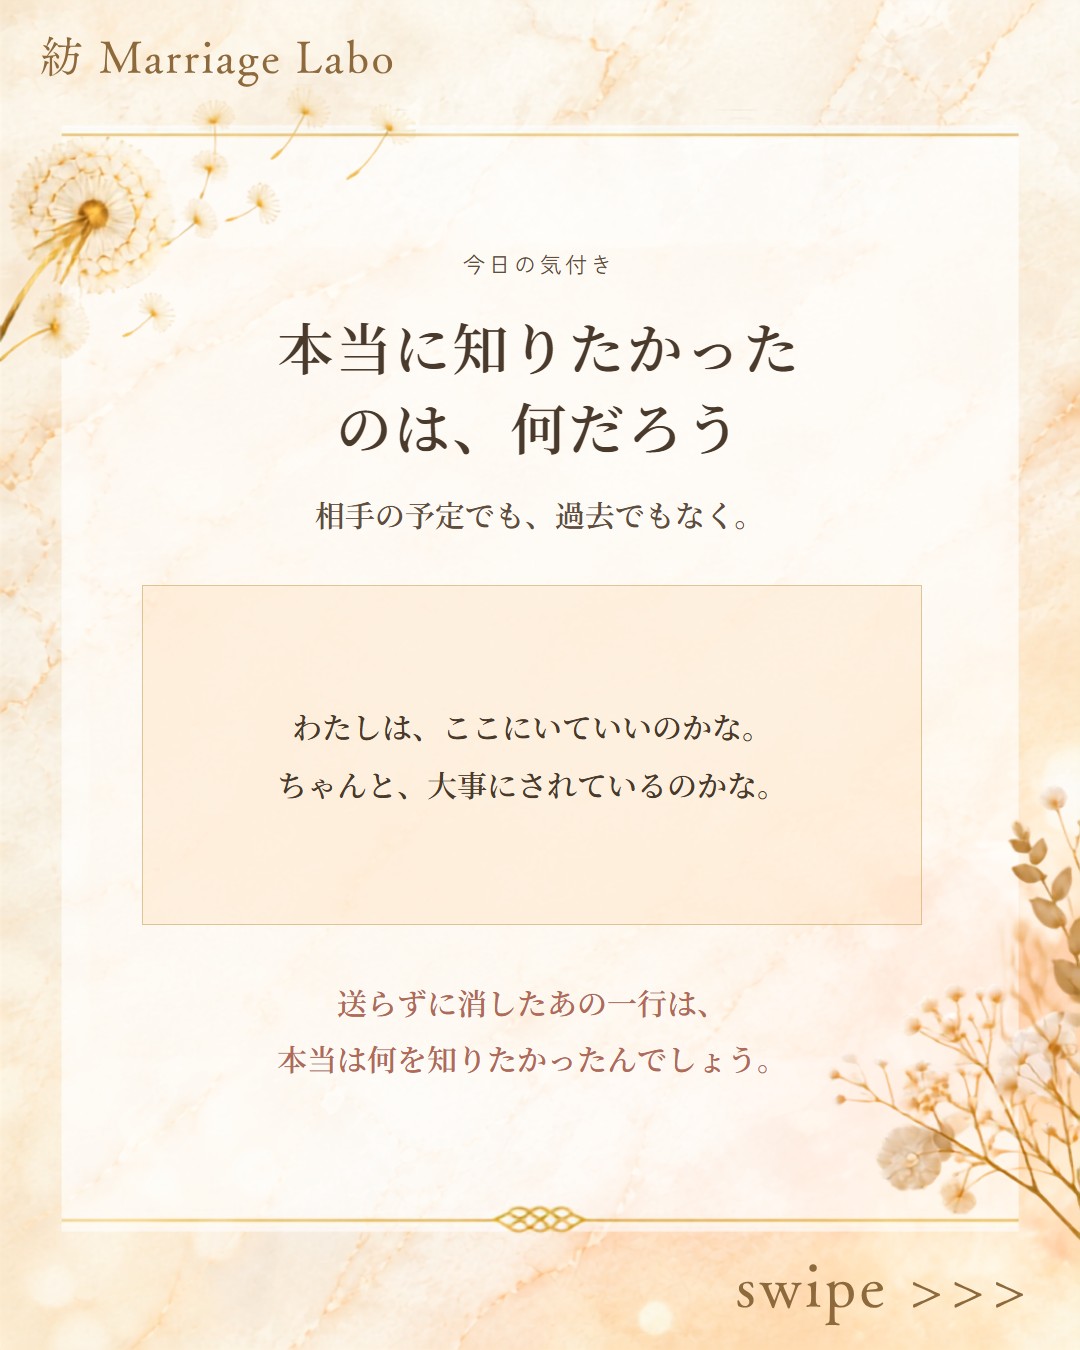 紡 Marriage Labo
今日の気付き
本当に知りたかった
のは、何だろう
相手の予定でも、過去でもなく。
わたしは、ここにいていいのかな。
ちゃんと、大事にされているのかな。
送らずに消したあの一行は、
本当は何を知りたかったんでしょう。
swipe >>>